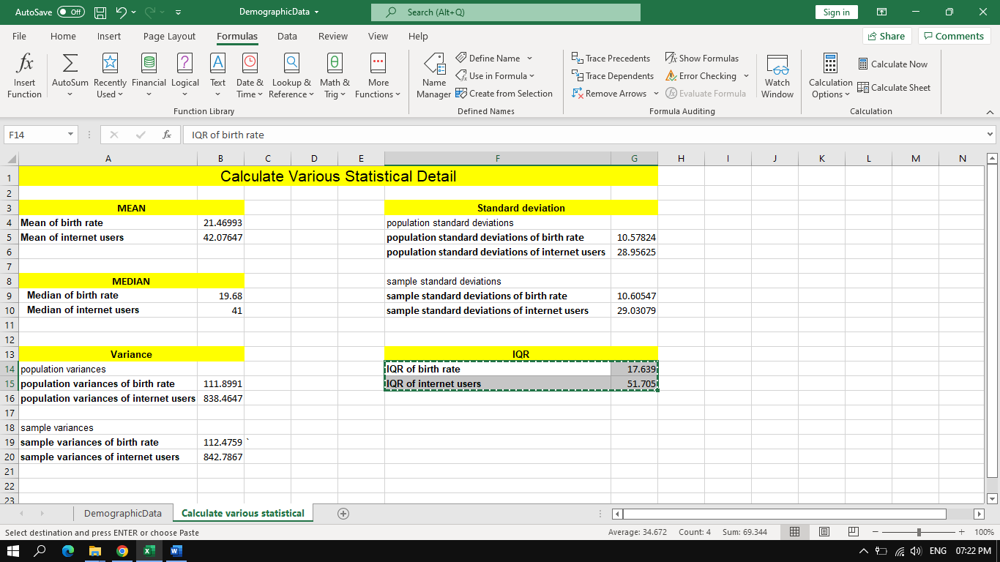 AutoSave Off DemographicData Search (Alt+Q) Sign in
File Home Insert Page Layout Formulas Data Review View Help Share Comments
Insert Function
AutoSum
Recently Used
Financial
Logical
Text
Date & Time
Lookup & Reference
Math & Trig
More Functions
Function Library
Name Manager
Define Name
Use in Formula
Create from Selection
Defined Names
Trace Precedents
Trace Dependents
Remove Arrows
Show Formulas
Error Checking
Evaluate Formula
Watch Window
Formula Auditing
Calculation Options
Calculate Now
Calculate Sheet
Calculation
F14 fx IQR of birth rate
A B C D E F G H I J K L M N
1 Calculate Various Statistical Detail
2
3 MEAN Standard deviation
4 Mean of birth rate 21.46993 population standard deviations
5 Mean of internet users 42.07647 population standard deviations of birth rate 10.57824
6 population standard deviations of internet users 28.95625
7
8 MEDIAN sample standard deviations
9 Median of birth rate 19.68 sample standard deviations of birth rate 10.60547
10 Median of internet users 41 sample standard deviations of internet users 29.03079
11
12
13 Variance IQR
14 population variances IQR of birth rate 17.639
15 population variances of birth rate 111.8991 IQR of internet users 51.705
16 population variances of internet users 838.4647
17
18 sample variances
19 sample variances of birth rate 112.4759 `
20 sample variances of internet users 842.7867
21
22
23
DemographicData Calculate various statistical
Select destination and press ENTER or choose Paste Average: 34.672 Count: 4 Sum: 69.344 100%
ENG 07:22 PM